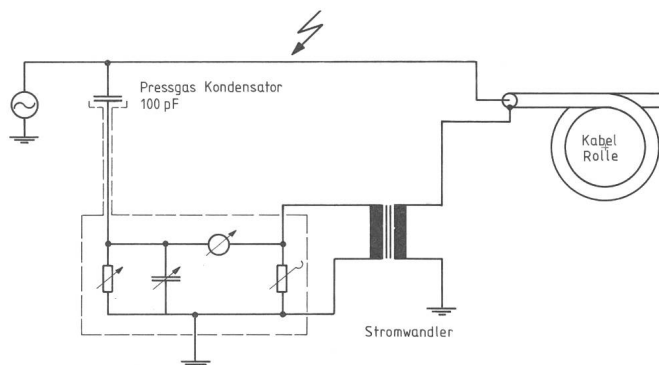 Pressgas Kondensator
100 pF
Kabel
Rolle
Stromwandler